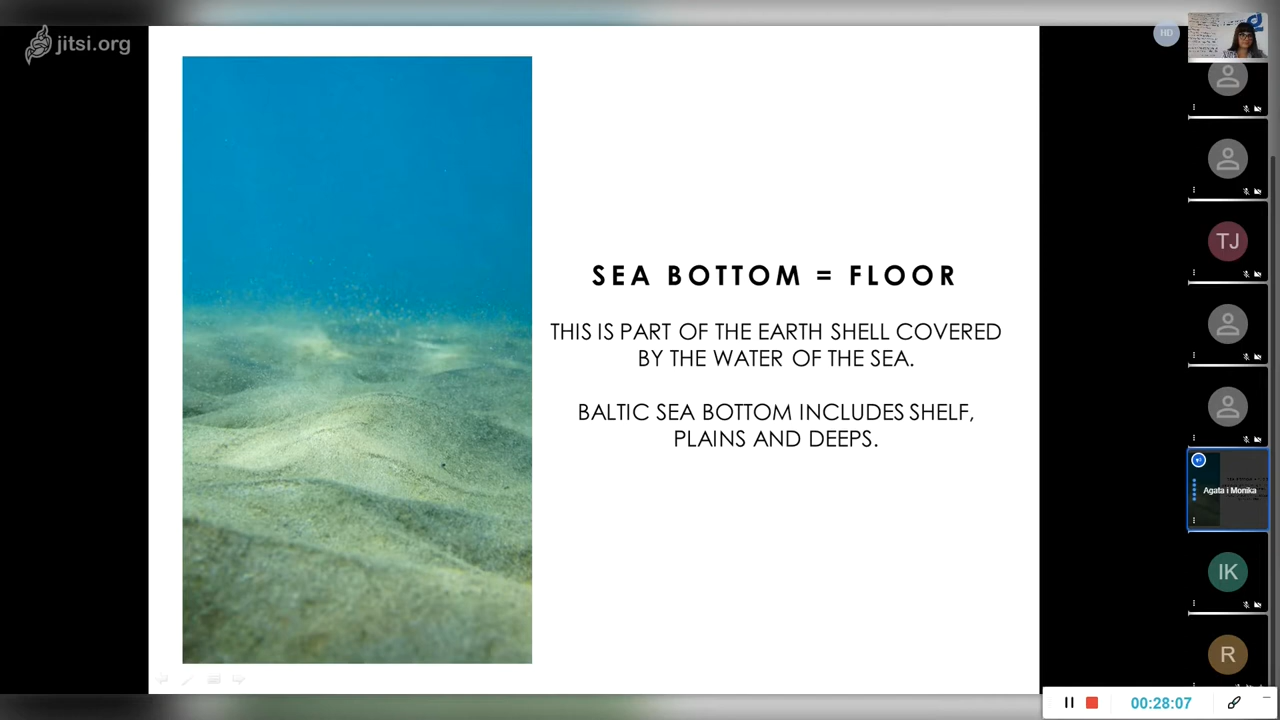 jitsi.org
HD
SEA BOTTOM = FLOOR
THIS IS PART OF THE EARTH SHELL COVERED
BY THE WATER OF THE SEA.
BALTIC SEA BOTTOM INCLUDES SHELF,
PLAINS AND DEEPS.
TJ
Agata i Monika
IK
R
00:28:07